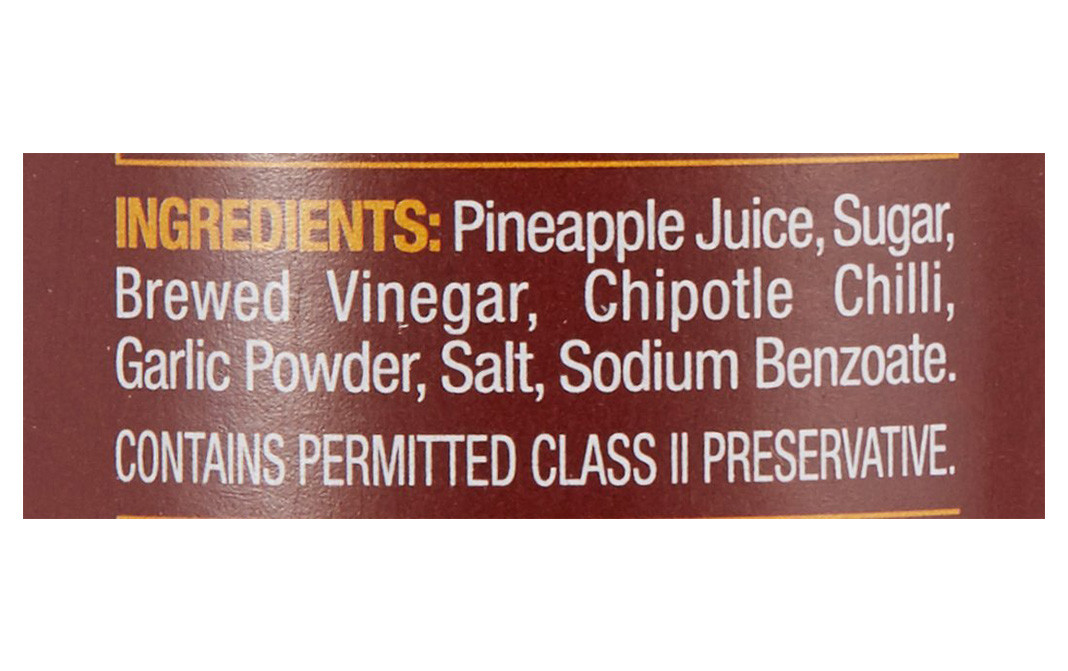 INGREDIENTS: Pineapple Juice, Sugar,
Brewed Vinegar, Chipotle Chilli,
Garlic Powder, Salt, Sodium Benzoate.
CONTAINS PERMITTED CLASS II PRESERVATIVE.